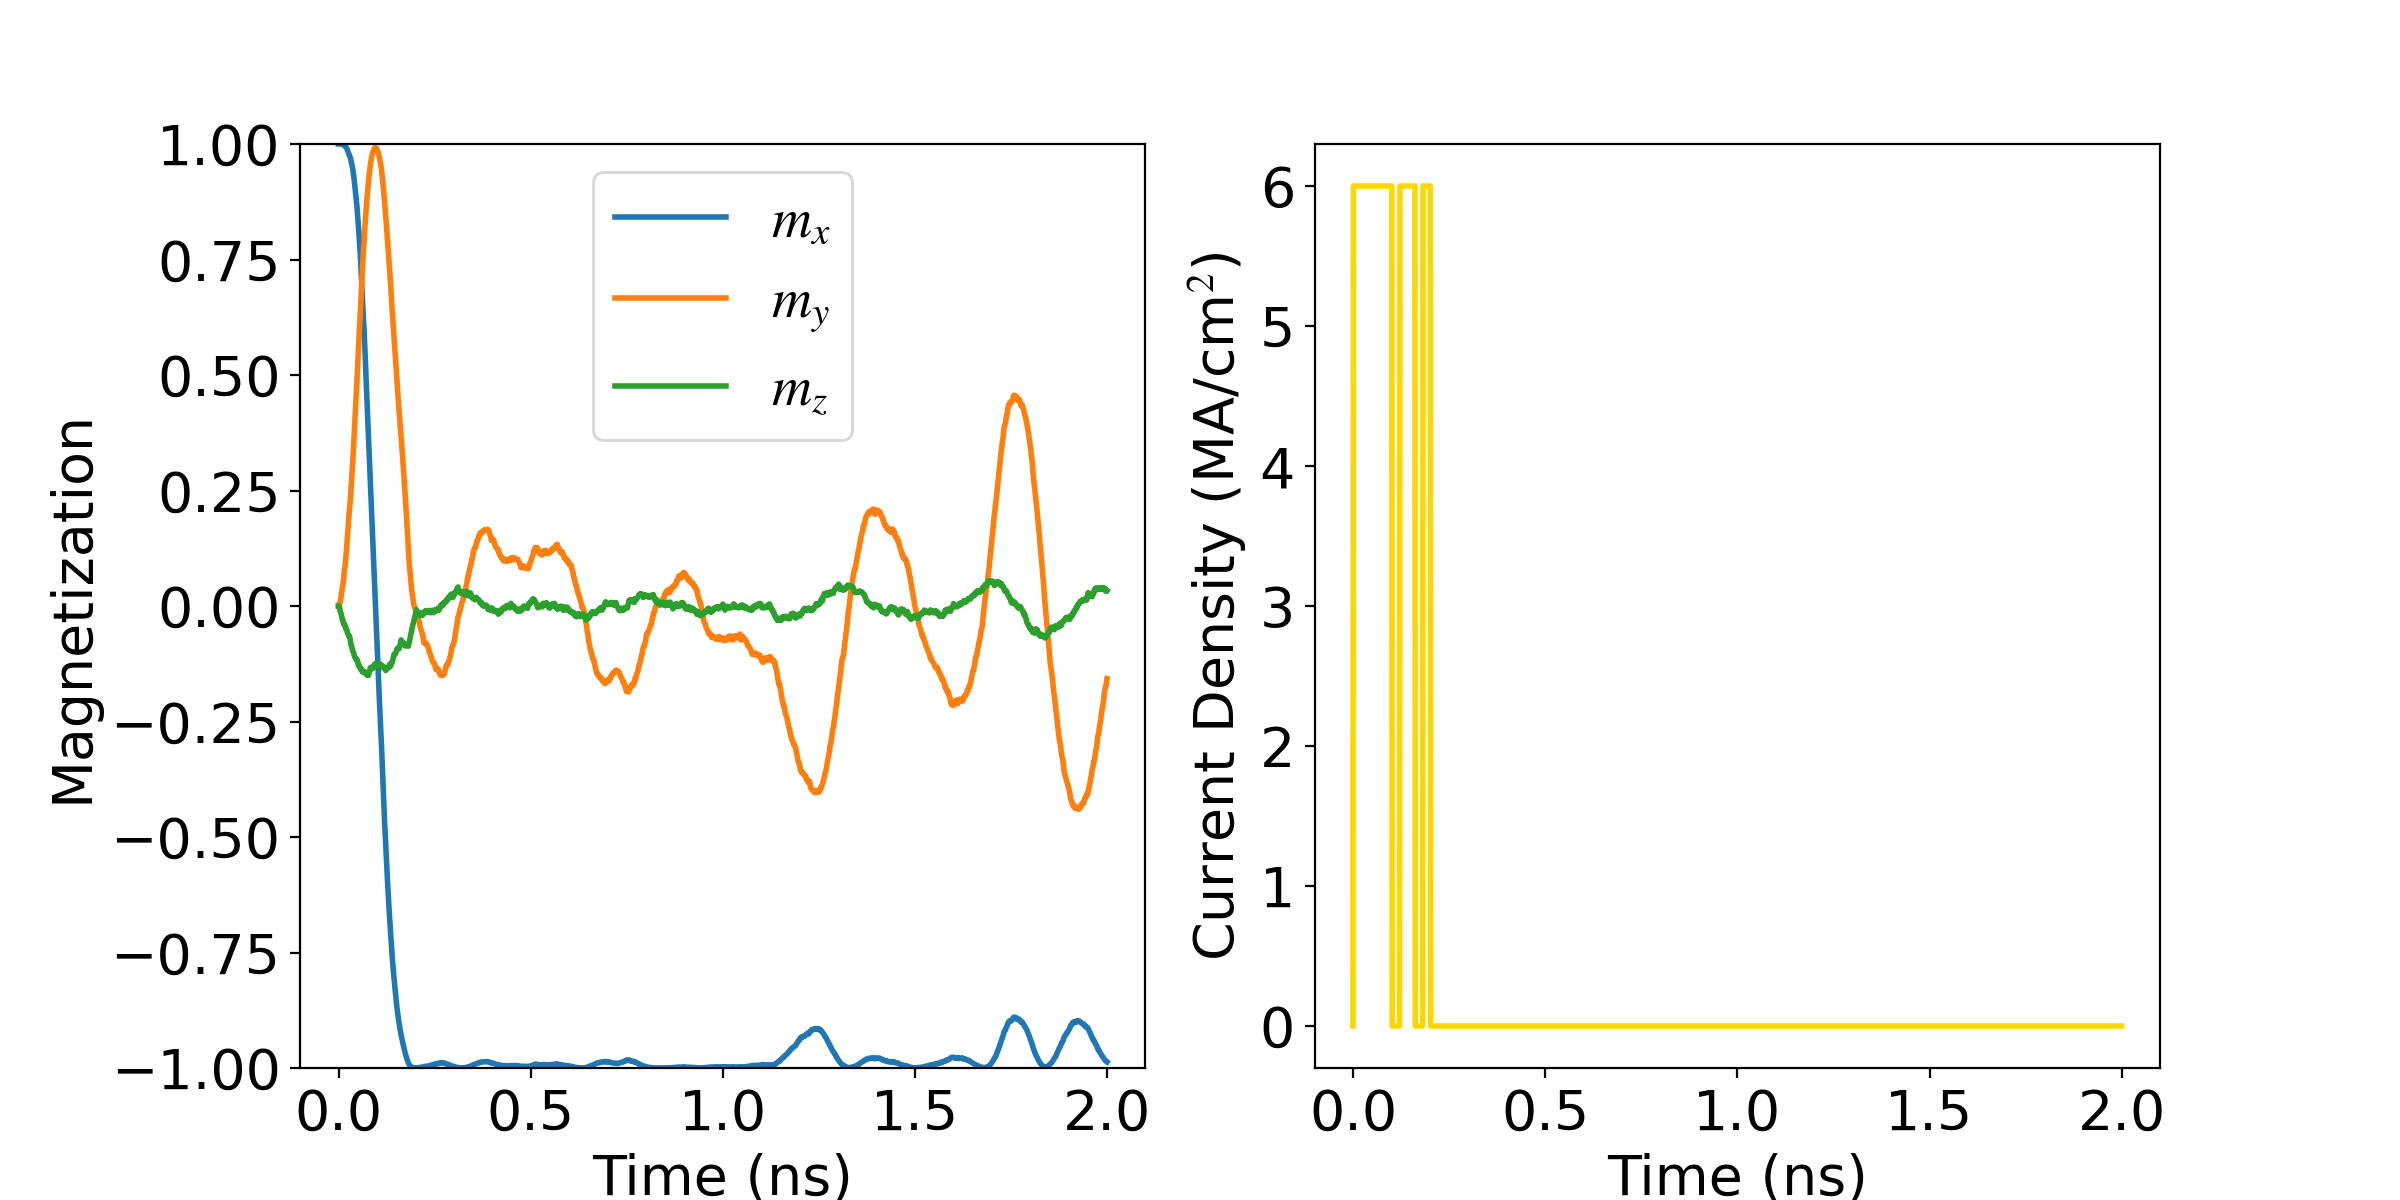 1.00
0.75
0.50
0.25
0.00
−0.25
−0.50
−0.75
−1.00
Magnetization
0.0 0.5 1.0 1.5 2.0
Time (ns)
m_x
m_y
m_z
6
5
4
3
2
1
0
Current Density (MA/cm²)
0.0 0.5 1.0 1.5 2.0
Time (ns)